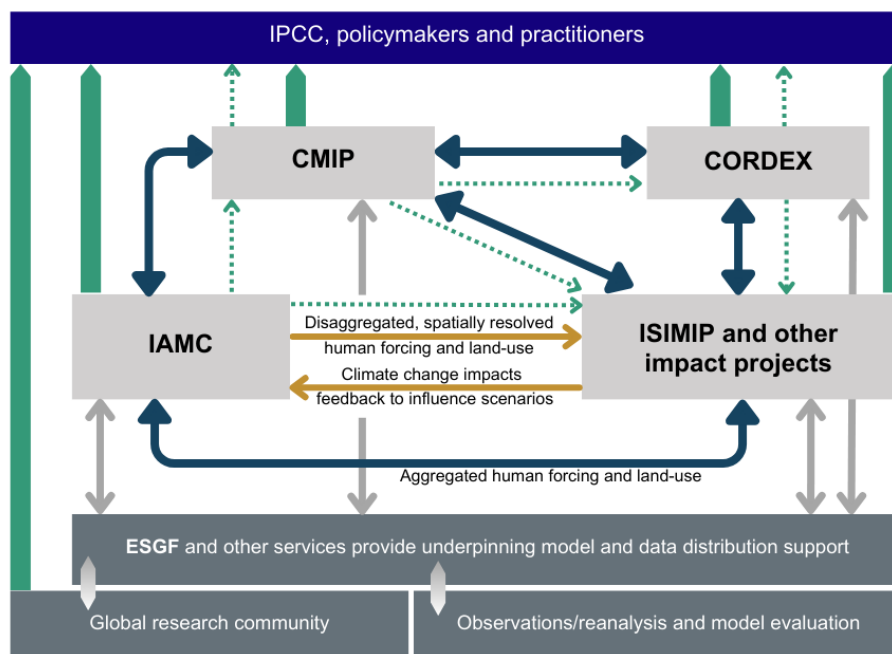 IPCC, policymakers and practitioners
CMIP
CORDEX
IAMC
Disaggregated, spatially resolved
human forcing and land-use
Climate change impacts
feedback to influence scenarios
ISIMIP and other
impact projects
Aggregated human forcing and land-use
ESGF and other services provide underpinning model and data distribution support
Global research community
Observations/reanalysis and model evaluation